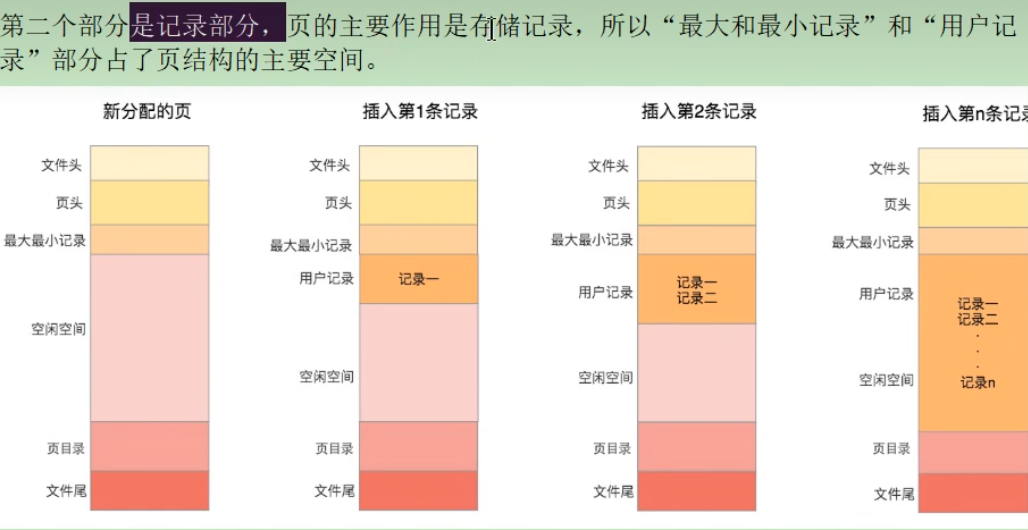 第二个部分是记录部分，页的主要作用是存储记录，所以“最大和最小记录”和“用户记
录”部分占了页结构的主要空间。
新分配的页
文件头
页头
最大最小记录
空闲空间
页目录
文件尾
插入第1条记录
文件头
页头
最大最小记录
用户记录
记录一
空闲空间
页目录
文件尾
插入第2条记录
文件头
页头
最大最小记录
用户记录
记录一
记录二
空闲空间
页目录
文件尾
插入第n条记录
文件头
页头
最大最小记录
用户记录
记录一
记录二
.
.
.
记录n
空闲空间
页目录
文件尾